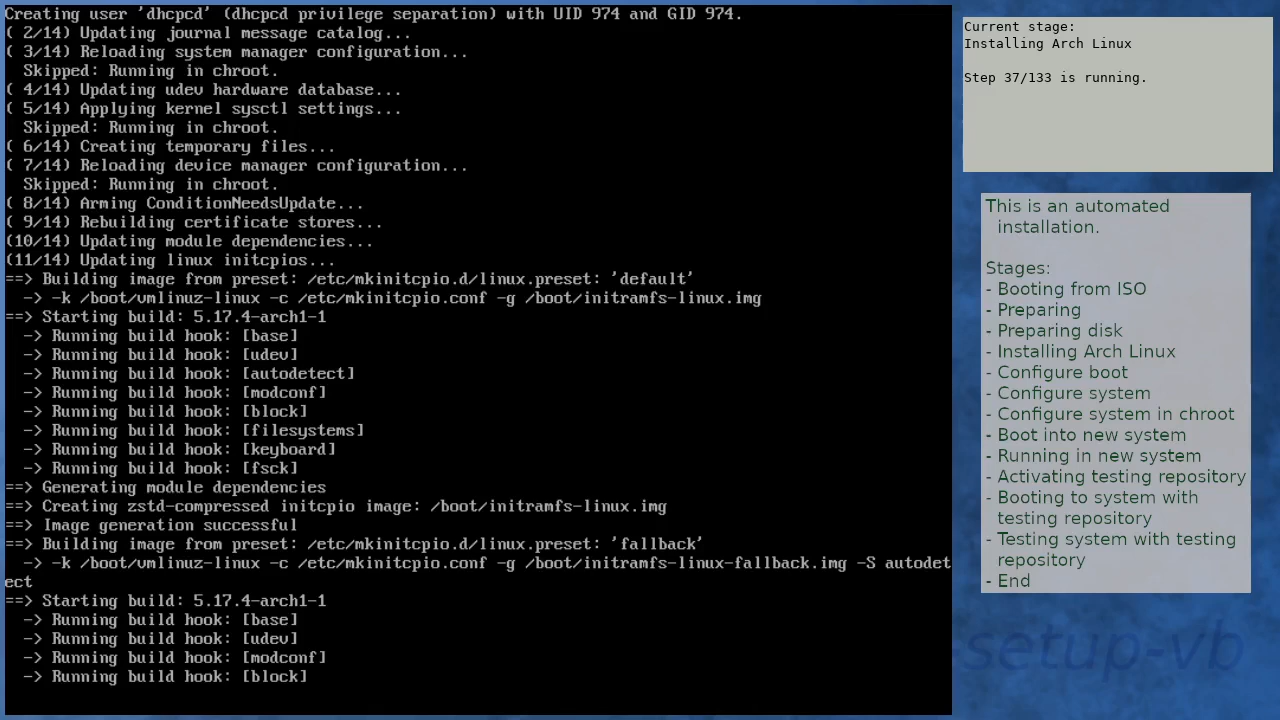 Creating user 'dhcpcd' (dhcpcd privilege separation) with UID 974 and GID 974.
( 2/14) Updating journal message catalog...
( 3/14) Reloading system manager configuration...
  Skipped: Running in chroot.
( 4/14) Updating udev hardware database...
( 5/14) Applying kernel sysctl settings...
  Skipped: Running in chroot.
( 6/14) Creating temporary files...
( 7/14) Reloading device manager configuration...
  Skipped: Running in chroot.
( 8/14) Arming ConditionNeedsUpdate...
( 9/14) Rebuilding certificate stores...
(10/14) Updating module dependencies...
(11/14) Updating linux initcpios...
==> Building image from preset: /etc/mkinitcpio.d/linux.preset: 'default'
  -> -k /boot/vmlinuz-linux -c /etc/mkinitcpio.conf -g /boot/initramfs-linux.img
==> Starting build: 5.17.4-arch1-1
  -> Running build hook: [base]
  -> Running build hook: [udev]
  -> Running build hook: [autodetect]
  -> Running build hook: [modconf]
  -> Running build hook: [block]
  -> Running build hook: [filesystems]
  -> Running build hook: [keyboard]
  -> Running build hook: [fsck]
==> Generating module dependencies
==> Creating zstd-compressed initcpio image: /boot/initramfs-linux.img
==> Image generation successful
==> Building image from preset: /etc/mkinitcpio.d/linux.preset: 'fallback'
  -> -k /boot/vmlinuz-linux -c /etc/mkinitcpio.conf -g /boot/initramfs-linux-fallback.img -S autodet
ect
==> Starting build: 5.17.4-arch1-1
  -> Running build hook: [base]
  -> Running build hook: [udev]
  -> Running build hook: [modconf]
  -> Running build hook: [block]
Current stage:
Installing Arch Linux
Step 37/133 is running.
This is an automated
installation.
Stages:
- Booting from ISO
- Preparing
- Preparing disk
- Installing Arch Linux
- Configure boot
- Configure system
- Configure system in chroot
- Boot into new system
- Running in new system
- Activating testing repository
- Booting to system with
testing repository
- Testing system with testing
repository
- End
-setup-vb